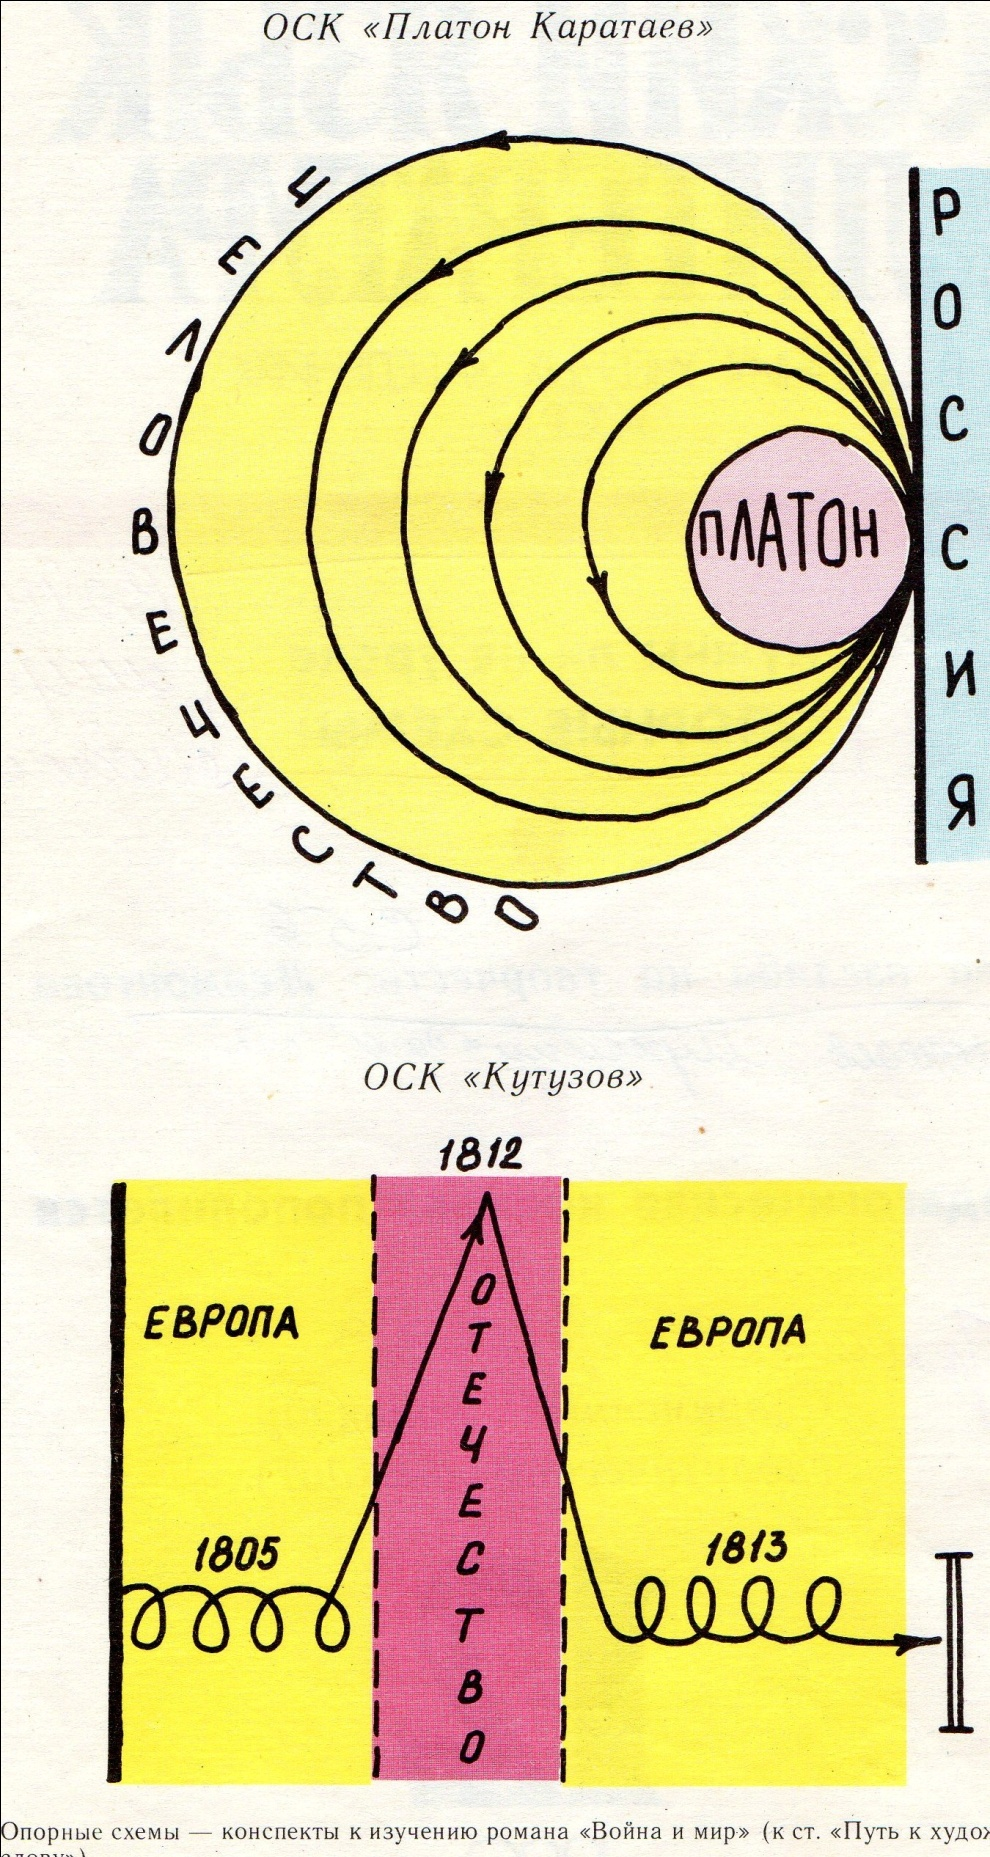 ОСК «Платон Каратаев»
ЧЕЛОВЕЧЕСТВО
ПЛАТОН
РОССИЯ
ОСК «Кутузов»
1812
ЕВРОПА
ОТЕЧЕСТВО
ЕВРОПА
1805
1813
Опорные схемы — конспекты к изучению романа «Война и мир» (к ст. «Путь к худож